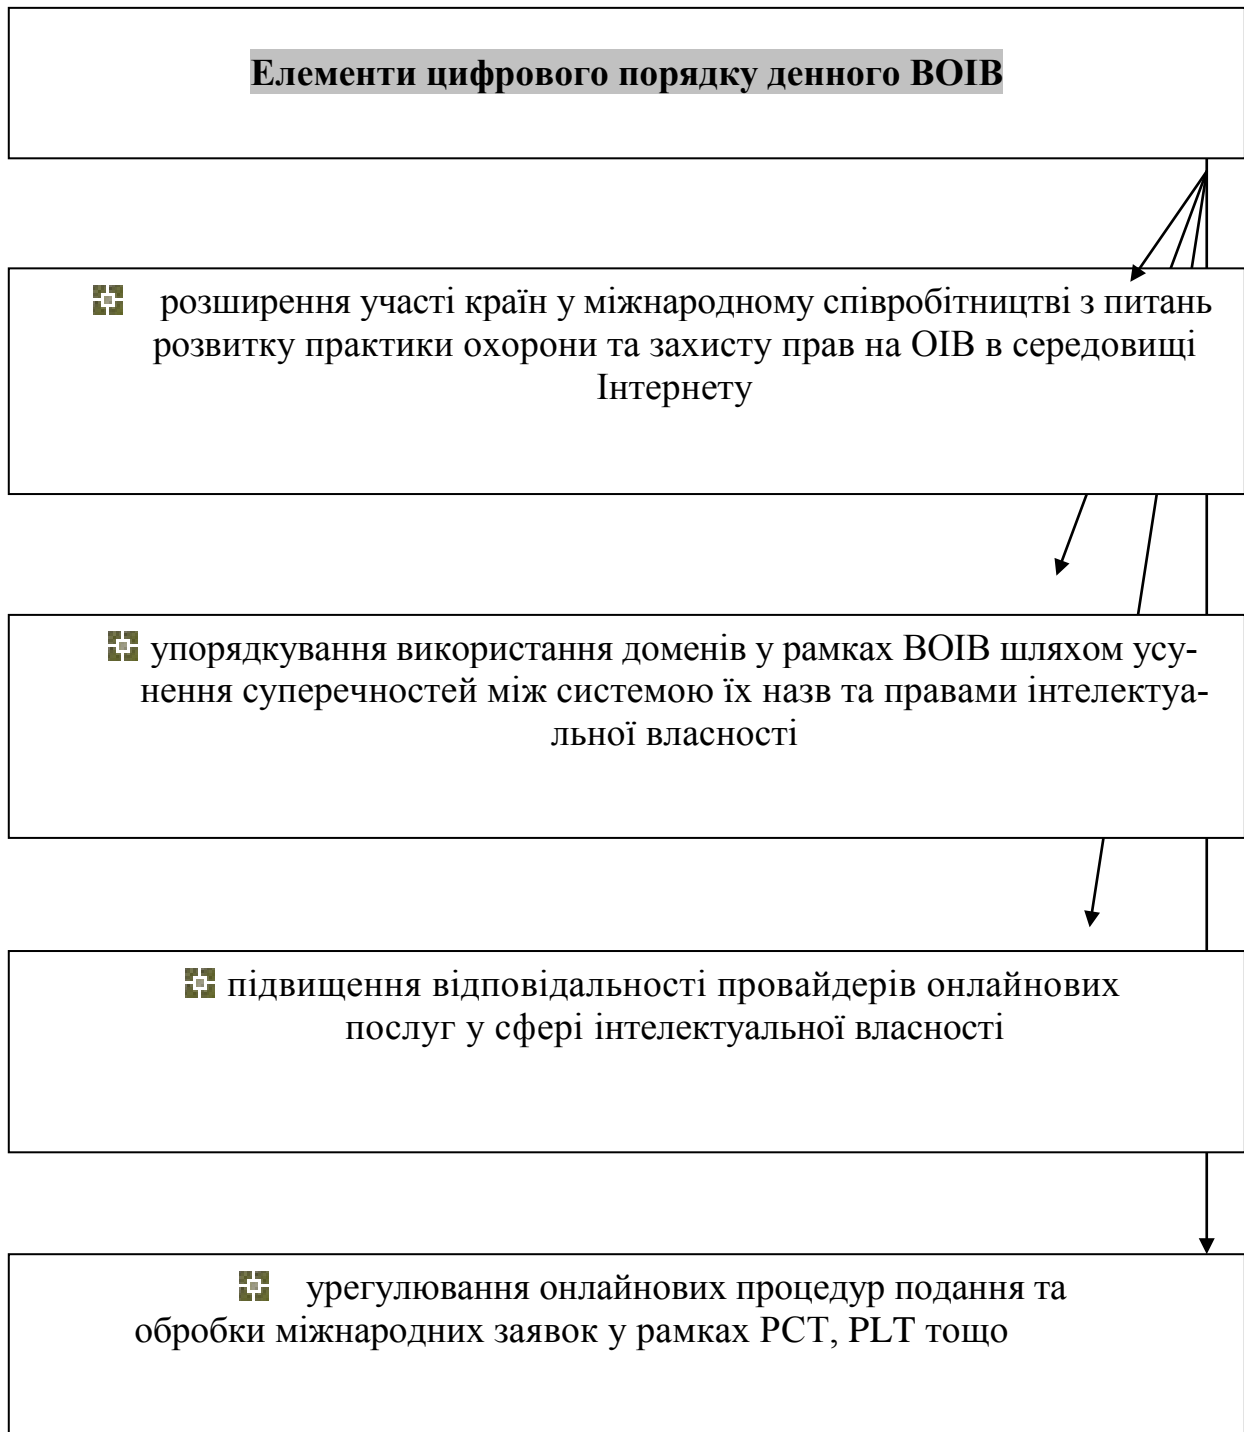 Елементи цифрового порядку денного ВОІВ
розширення участі країн у міжнародному співробітництві з питань
розвитку практики охорони та захисту прав на ОІВ в середовищі
Інтернету
упорядкування використання доменів у рамках ВОІВ шляхом усу-
нення суперечностей між системою їх назв та правами інтелектуа-
льної власності
підвищення відповідальності провайдерів онлайнових
послуг у сфері інтелектуальної власності
урегулювання онлайнових процедур подання та
обробки міжнародних заявок у рамках РСТ, PLT тощо